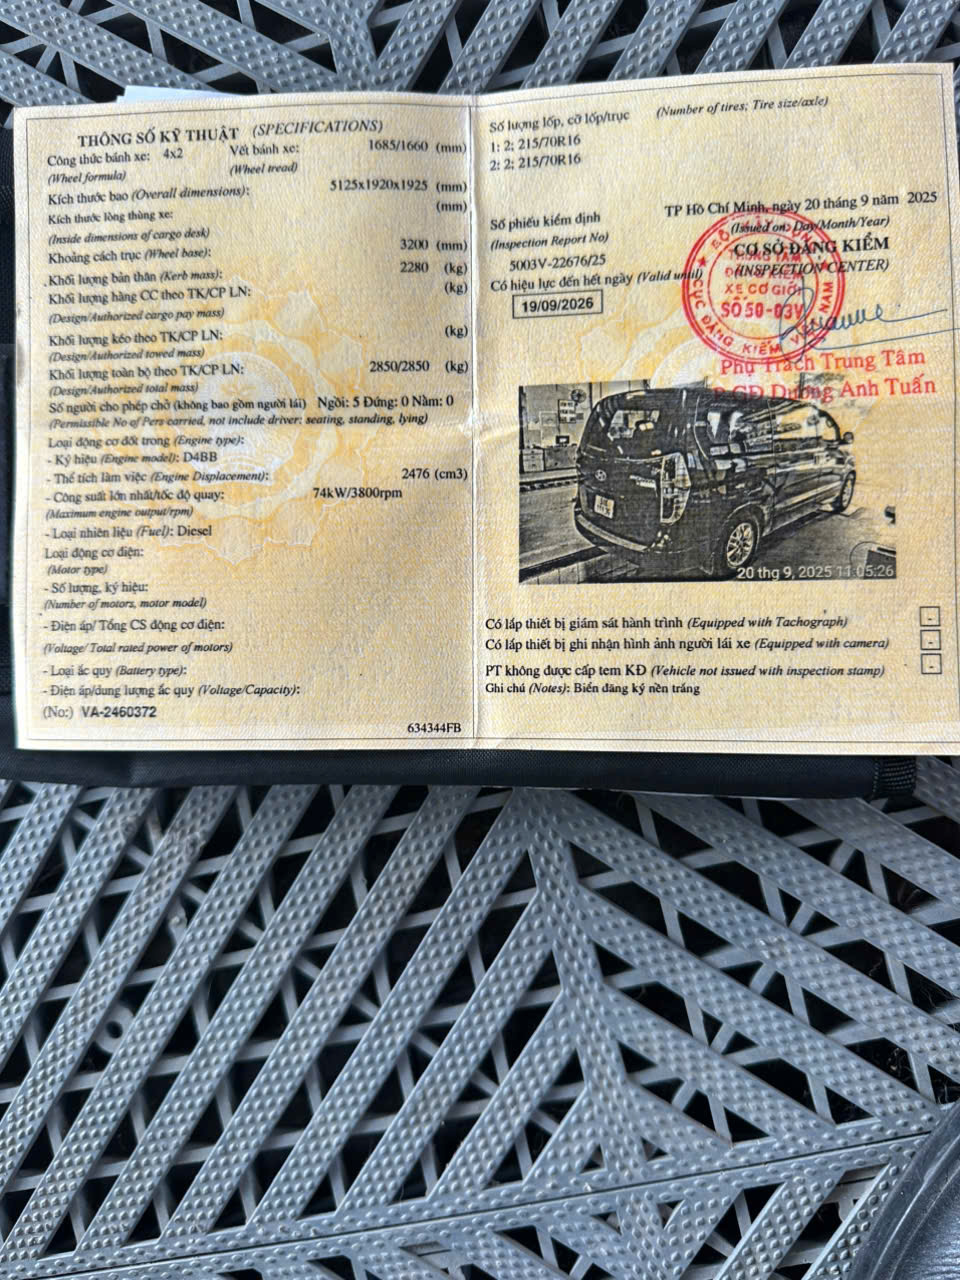 THÔNG SỐ KỸ THUẬT (SPECIFICATIONS)
Công thức bánh xe: 4x2 Vết bánh xe: 1685/1660 (mm)
(Wheel formula) (Wheel tread)
Kích thước bao (Overall dimensions): 5125x1920x1925 (mm)
Kích thước lòng thùng xe: (mm)
(Inside dimensions of cargo desk)
Khoảng cách trục (Wheel base): 3200 (mm)
Khối lượng bản thân (Kerb mass): 2280 (kg)
Khối lượng hàng CC theo TK/CP LN: (kg)
(Design/Authorized cargo pay mass)
Khối lượng kéo theo TK/CP LN: (kg)
(Design/Authorized towed mass)
Khối lượng toàn bộ theo TK/CP LN: 2850/2850 (kg)
(Design/Authorized total mass)
Số người cho phép chở (không bao gồm người lái) Ngồi: 5 Đứng: 0 Nằm: 0
(Permissible No of Pers carried, not include driver: seating, standing, lying)
Loại động cơ đốt trong (Engine type):
- Ký hiệu (Engine model): D4BB
- Thể tích làm việc (Engine Displacement): 2476 (cm3)
- Công suất lớn nhất/tốc độ quay: 74kW/3800rpm
(Maximum engine output/rpm)
- Loại nhiên liệu (Fuel): Diesel
Loại động cơ điện:
(Motor type)
- Số lượng, ký hiệu:
(Number of motors, motor model)
- Điện áp/ Tổng CS động cơ điện:
(Voltage/ Total rated power of motors)
- Loại ắc quy (Battery type):
- Điện áp/dung lượng ắc quy (Voltage/Capacity):
(No:) VA-2460372
634344FB
Số lượng lốp, cỡ lốp/trục (Number of tires; Tire size/axle)
1: 2; 215/70R16
2: 2; 215/70R16
TP Hồ Chí Minh, ngày 20 tháng 9 năm 2025
Số phiếu kiểm định (Issued on: Day/Month/Year)
(Inspection Report No) CƠ SỞ ĐĂNG KIỂM
5003V-22676/25 (INSPECTION CENTER)
Có hiệu lực đến hết ngày (Valid until)
19/09/2026
CỤC ĐĂNG KIỂM VIỆT NAM
TRUNG TÂM
ĐĂNG KIỂM
XE CƠ GIỚI
SỐ 50-03V
Phụ Trách Trung Tâm
P.GĐ Dương Anh Tuấn
20 thg 9, 2025 11:05:26
Có lắp thiết bị giám sát hành trình (Equipped with Tachograph) -
Có lắp thiết bị ghi nhận hình ảnh người lái xe (Equipped with camera) -
PT không được cấp tem KĐ (Vehicle not issued with inspection stamp) -
Ghi chú (Notes): Biển đăng ký nền trắng